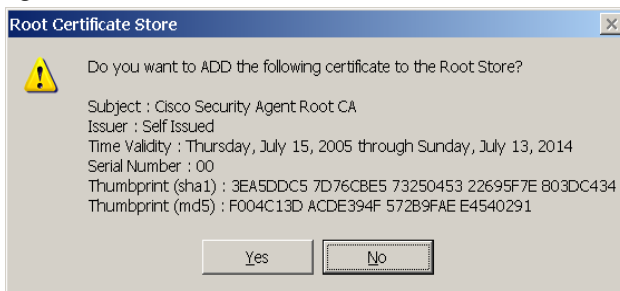 Root Certificate Store
Do you want to ADD the following certificate to the Root Store?
Subject : Cisco Security Agent Root CA
Issuer : Self Issued
Time Validity : Thursday, July 15, 2005 through Sunday, July 13, 2014
Serial Number : 00
Thumbprint (sha1) : 3EA5DDC5 7D76CBE5 73250453 22695F7E 803DC434
Thumbprint (md5) : F004C13D ACDE394F 572B9FAE E4540291
Yes No